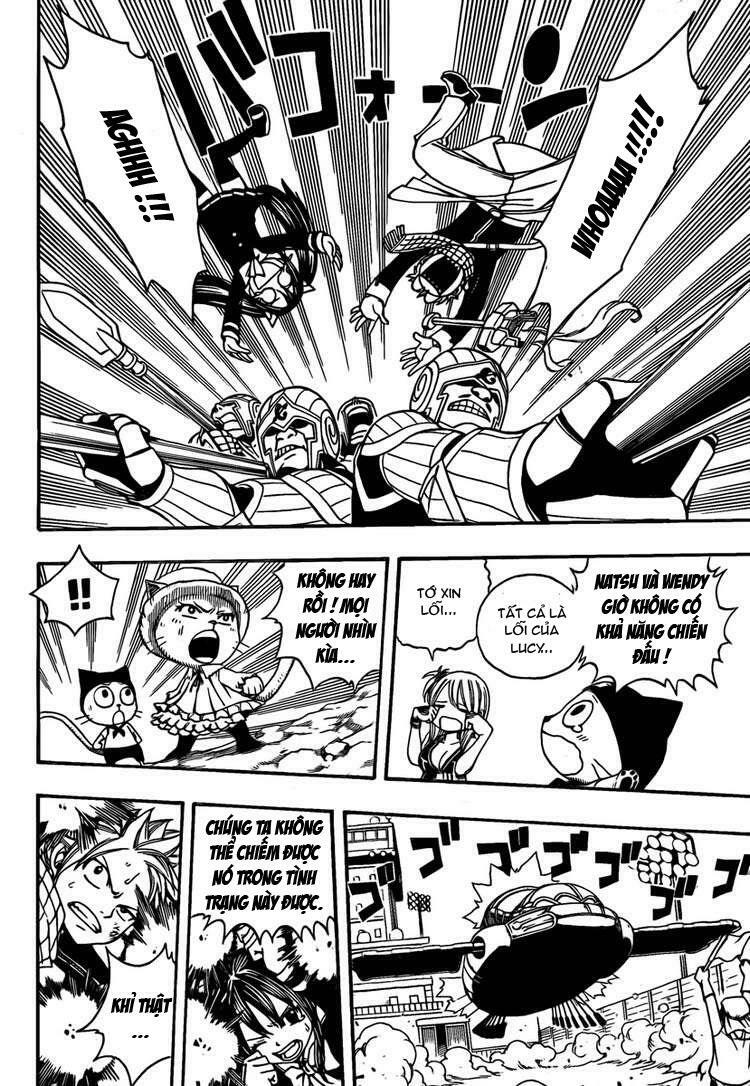 バコォーン
WHOAAAAA !!!!!
AGHHH !!!
NATSU VÀ WENDY
GIỜ KHÔNG CÓ
KHẢ NĂNG CHIẾN
ĐẤU !
TẤT CẢ LÀ
LỖI CỦA
LUCY..
TỚ XIN
LỖI...
KHÔNG HAY
RỒI ! MỌI
NGƯỜI NHÌN
KÌA...
!!
ゴゴゴゴゴ
CHÚNG TA KHÔNG
THỂ CHIẾM ĐƯỢC
NÓ TRONG TÌNH
TRẠNG NÀY ĐƯỢC.
KHỈ THẬT
...